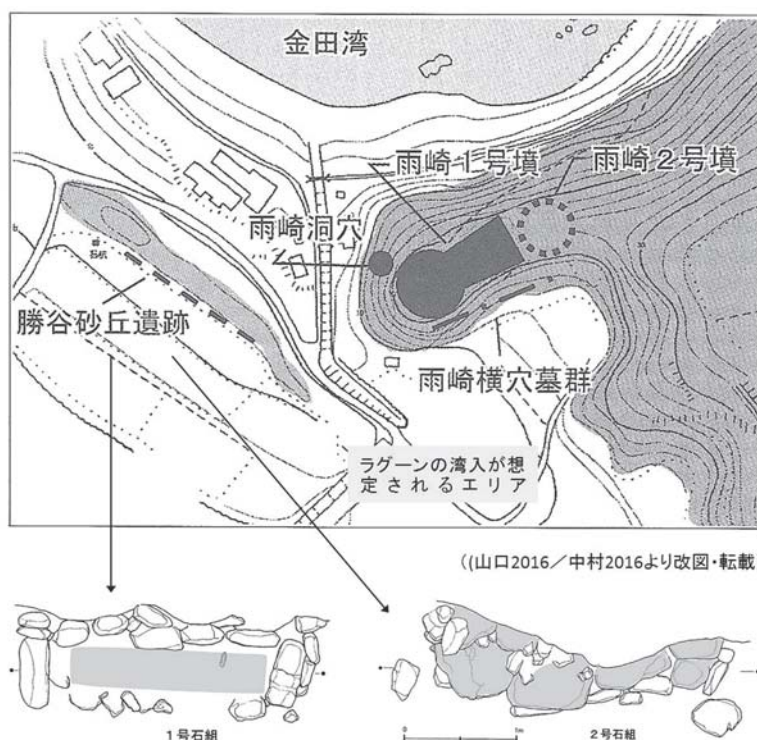 金田湾
雨崎1号墳
雨崎2号墳
雨崎洞穴
勝谷砂丘遺跡
雨崎横穴墓群
ラグーンの湾入が想
定されるエリア
((山口2016／中村2016より改図・転載
1号石組
0
1m
2号石組